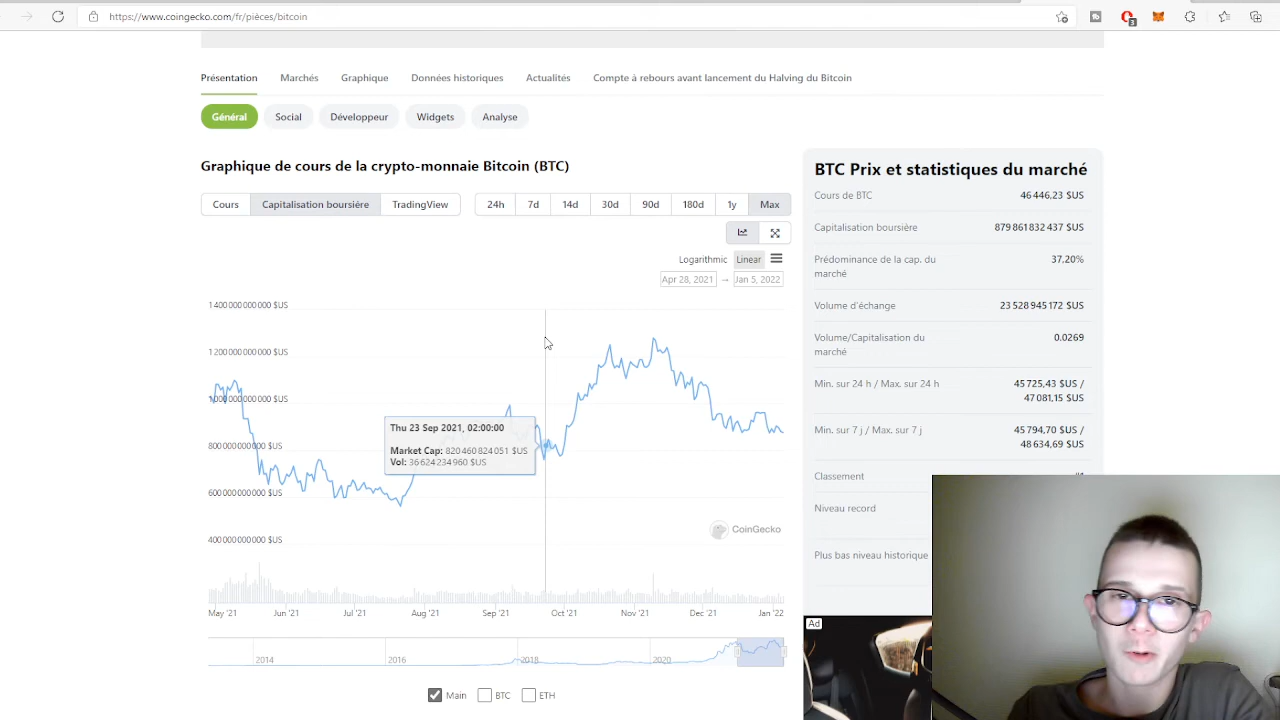 https://www.coingecko.com/fr/pièces/bitcoin
3
Présentation Marchés Graphique Données historiques Actualités Compte à rebours avant lancement du Halving du Bitcoin
Général Social Développeur Widgets Analyse
Graphique de cours de la crypto-monnaie Bitcoin (BTC)
Cours Capitalisation boursière TradingView 24h 7d 14d 30d 90d 180d 1y Max
Logarithmic Linear
Apr 28, 2021 → Jan 5, 2022
1 400 000 000 000 $US
1 200 000 000 000 $US
1 000 000 000 000 $US
800 000 000 000 $US
600 000 000 000 $US
400 000 000 000 $US
Thu 23 Sep 2021, 02:00:00
Market Cap: 820 460 824 051 $US
Vol: 36 624 234 960 $US
CoinGecko
May '21 Jun '21 Jul '21 Aug '21 Sep '21 Oct '21 Nov '21 Dec '21 Jan '22
2014 2016 2018 2020
Main BTC ETH
BTC Prix et statistiques du marché
Cours de BTC 46 446,23 $US
Capitalisation boursière 879 861 832 437 $US
Prédominance de la cap. du 37,20%
marché
Volume d'échange 23 528 945 172 $US
Volume/Capitalisation du 0.0269
marché
Min. sur 24 h / Max. sur 24 h 45 725,43 $US /
47 081,15 $US
Min. sur 7 j / Max. sur 7 j 45 794,70 $US /
48 634,69 $US
Classement
Niveau record
Plus bas niveau historique
Ad